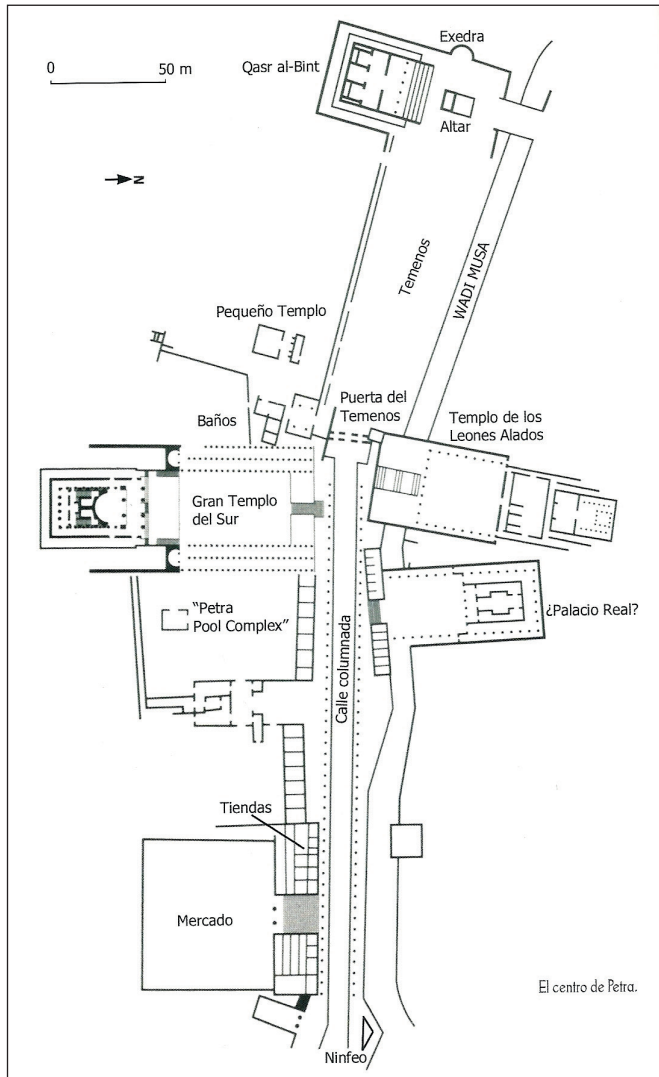 Exedra
Qasr al-Bint
0 50 m
Altar
N
Temenos
WADI MUSA
Pequeño Templo
Puerta del
Temenos
Baños
Templo de los
Leones Alados
Gran Templo
del Sur
"Petra
Pool Complex"
¿Palacio Real?
Calle columnada
Tiendas
Mercado
El centro de Petra.
Ninfeo